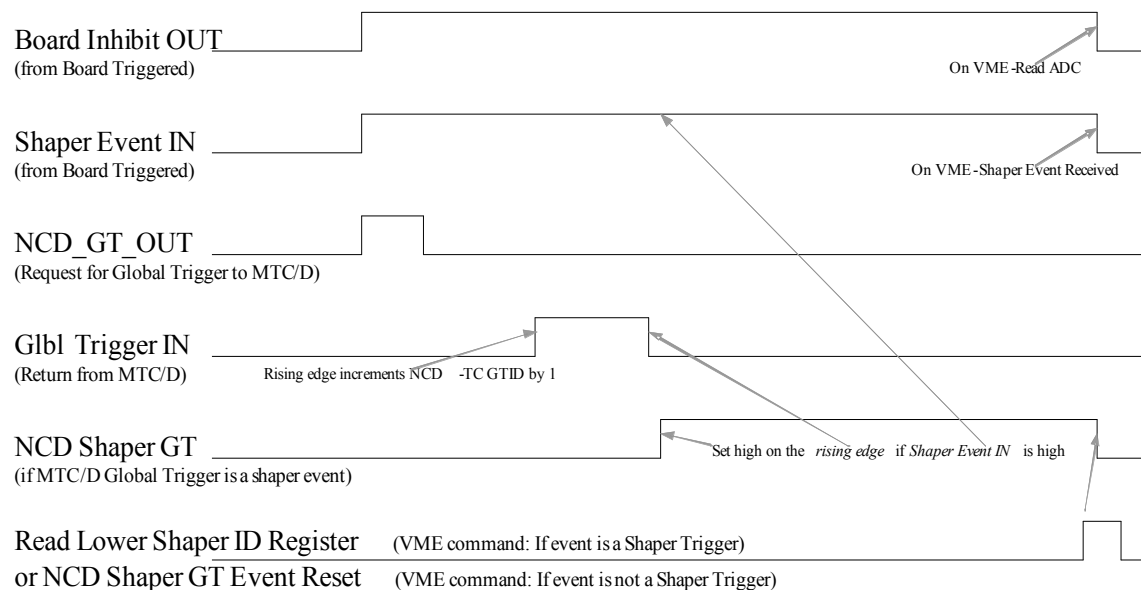 Board Inhibit OUT
(from Board Triggered)
On VME-Read ADC
Shaper Event IN
(from Board Triggered)
On VME-Shaper Event Received
NCD_GT_OUT
(Request for Global Trigger to MTC/D)
Glbl Trigger IN
(Return from MTC/D)
Rising edge increments NCD -TC GTID by 1
NCD Shaper GT
Set high on the rising edge if Shaper Event IN is high
(if MTC/D Global Trigger is a shaper event)
Read Lower Shaper ID Register (VME command: If event is a Shaper Trigger)
or NCD Shaper GT Event Reset (VME command: If event is not a Shaper Trigger)